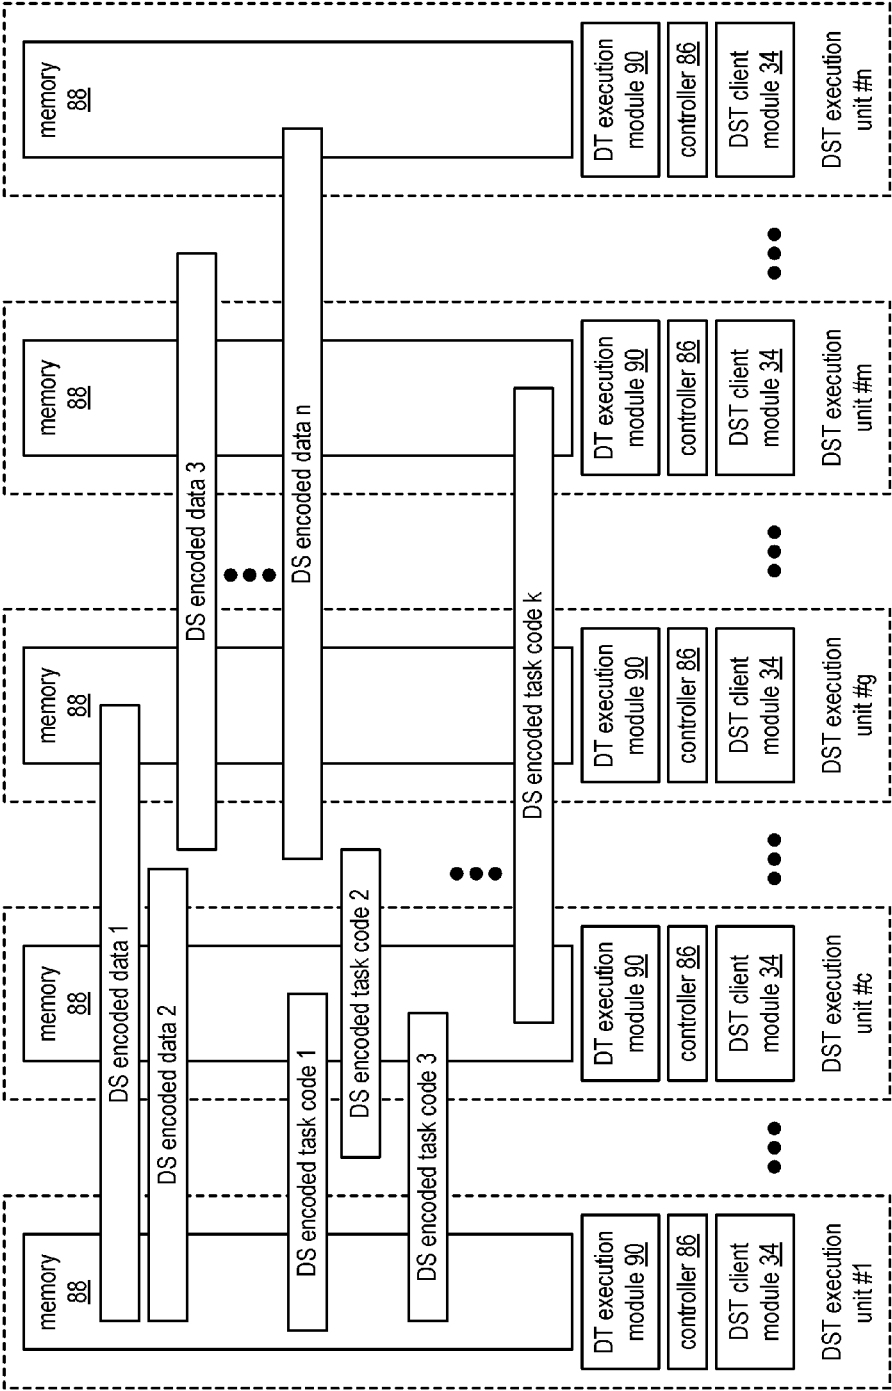 memory
88
DT execution
module 90
controller 86
DST client
module 34
DST execution
unit #1
memory
88
DT execution
module 90
controller 86
DST client
module 34
DST execution
unit #c
memory
88
DT execution
module 90
controller 86
DST client
module 34
DST execution
unit #g
memory
88
DT execution
module 90
controller 86
DST client
module 34
DST execution
unit #m
memory
88
DT execution
module 90
controller 86
DST client
module 34
DST execution
unit #n
DS encoded data 1
DS encoded data 2
DS encoded data 3
DS encoded data n
DS encoded task code 1
DS encoded task code 2
DS encoded task code 3
DS encoded task code k